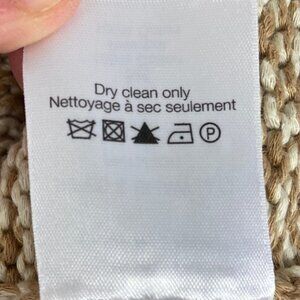 Dry clean only
Nettoyage à sec seulement
P